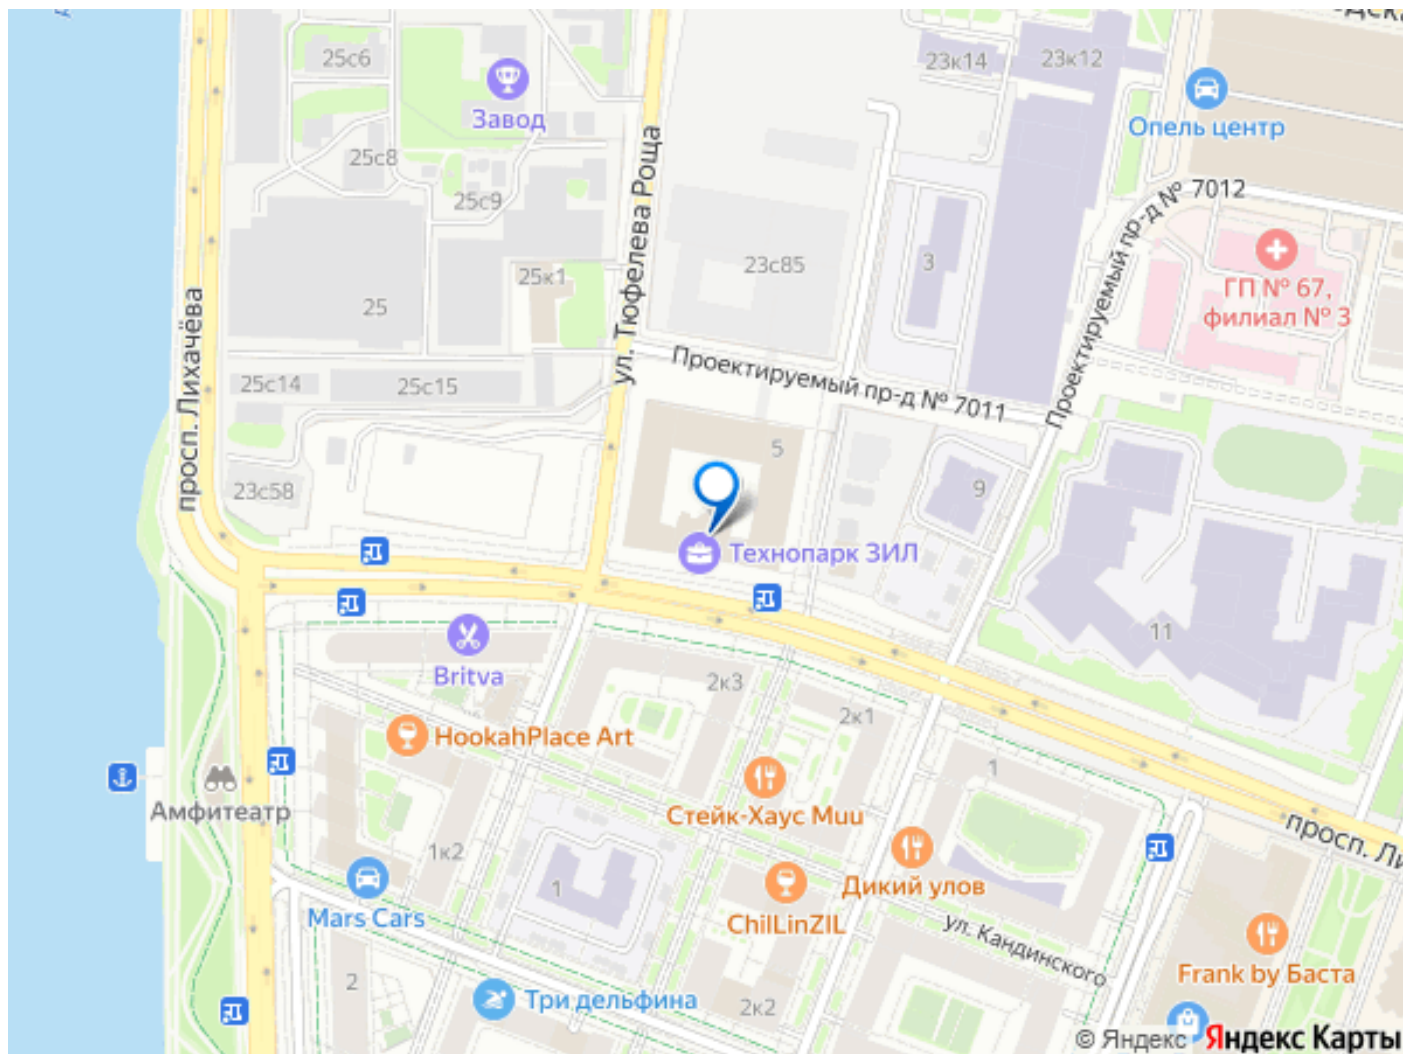 25с6
23к14
23к12
Завод
Опель центр
25с8
25с9
ул. Тюфелева Роща
Проектируемый пр-д № 7012
3
23с85
25к1
25
ГП № 67,
филиал № 3
просп. Лихачёва
Проектируемый пр-д № 7011
25с14
25с15
5
9
23с58
Технопарк ЗИЛ
11
Britva
2к3
2к1
HookahPlace Art
1
Стейк-Хаус Muu
Амфитеатр
просп. Ли
1к2
1
Дикий улов
Mars Cars
ChilLinZIL
ул. Кандинского
Frank by Баста
2
Три дельфина
2к2
© Яндекс
Яндекс Карты